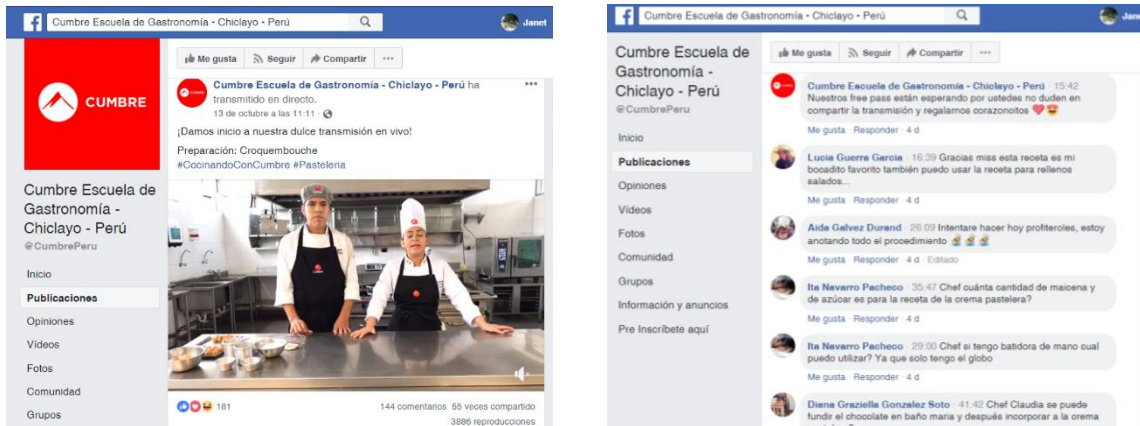 Cumbre Escuela de Gastronomía - Chiclayo - Perú
Janet
CUMBRE
Cumbre Escuela de
Gastronomía -
Chiclayo - Perú
@CumbrePeru
Inicio
Publicaciones
Opiniones
Vídeos
Fotos
Comunidad
Grupos
Me gusta Seguir Compartir ...
Cumbre Escuela de Gastronomía - Chiclayo - Perú ha
transmitido en directo.
13 de octubre a las 11:11 ·
¡Damos inicio a nuestra dulce transmisión en vivo!
Preparación: Croquembouche
#CocinandoConCumbre #Pasteleria
181
144 comentarios 55 veces compartido
3886 reproducciones
Cumbre Escuela de Gastronomía - Chiclayo - Perú
Jane
Cumbre Escuela de
Gastronomía -
Chiclayo - Perú
@CumbrePeru
Inicio
Publicaciones
Opiniones
Vídeos
Fotos
Comunidad
Grupos
Información y anuncios
Pre Inscríbete aquí
Me gusta Seguir Compartir ...
Cumbre Escuela de Gastronomía - Chiclayo - Perú · 15:42
Nuestros free pass están esperando por ustedes no duden en
compartir la transmisión y regalarnos corazoncitos
Me gusta · Responder · 4 d
Lucia Guerra Garcia · 16:39 Gracias miss esta receta es mi
bocadito favorito también puedo usar la receta para rellenos
salados...
Me gusta · Responder · 4 d
Aida Galvez Durand · 26:09 Intentare hacer hoy profiteroles, estoy
anotando todo el procedimiento
Me gusta · Responder · 4 d · Editado
Ita Navarro Pacheco · 35:47 Chef cuánta cantidad de maicena y
de azúcar es para la receta de la crema pastelera?
Me gusta · Responder · 4 d
Ita Navarro Pacheco · 29:00 Chef si tengo batidora de mano cual
puedo utilizar? Ya que solo tengo el globo
Me gusta · Responder · 4 d
Diana Graziella Gonzalez Soto · 41:42 Chef Claudia se puede
fundir el chocolate en baño maria y después incorporar a la crema